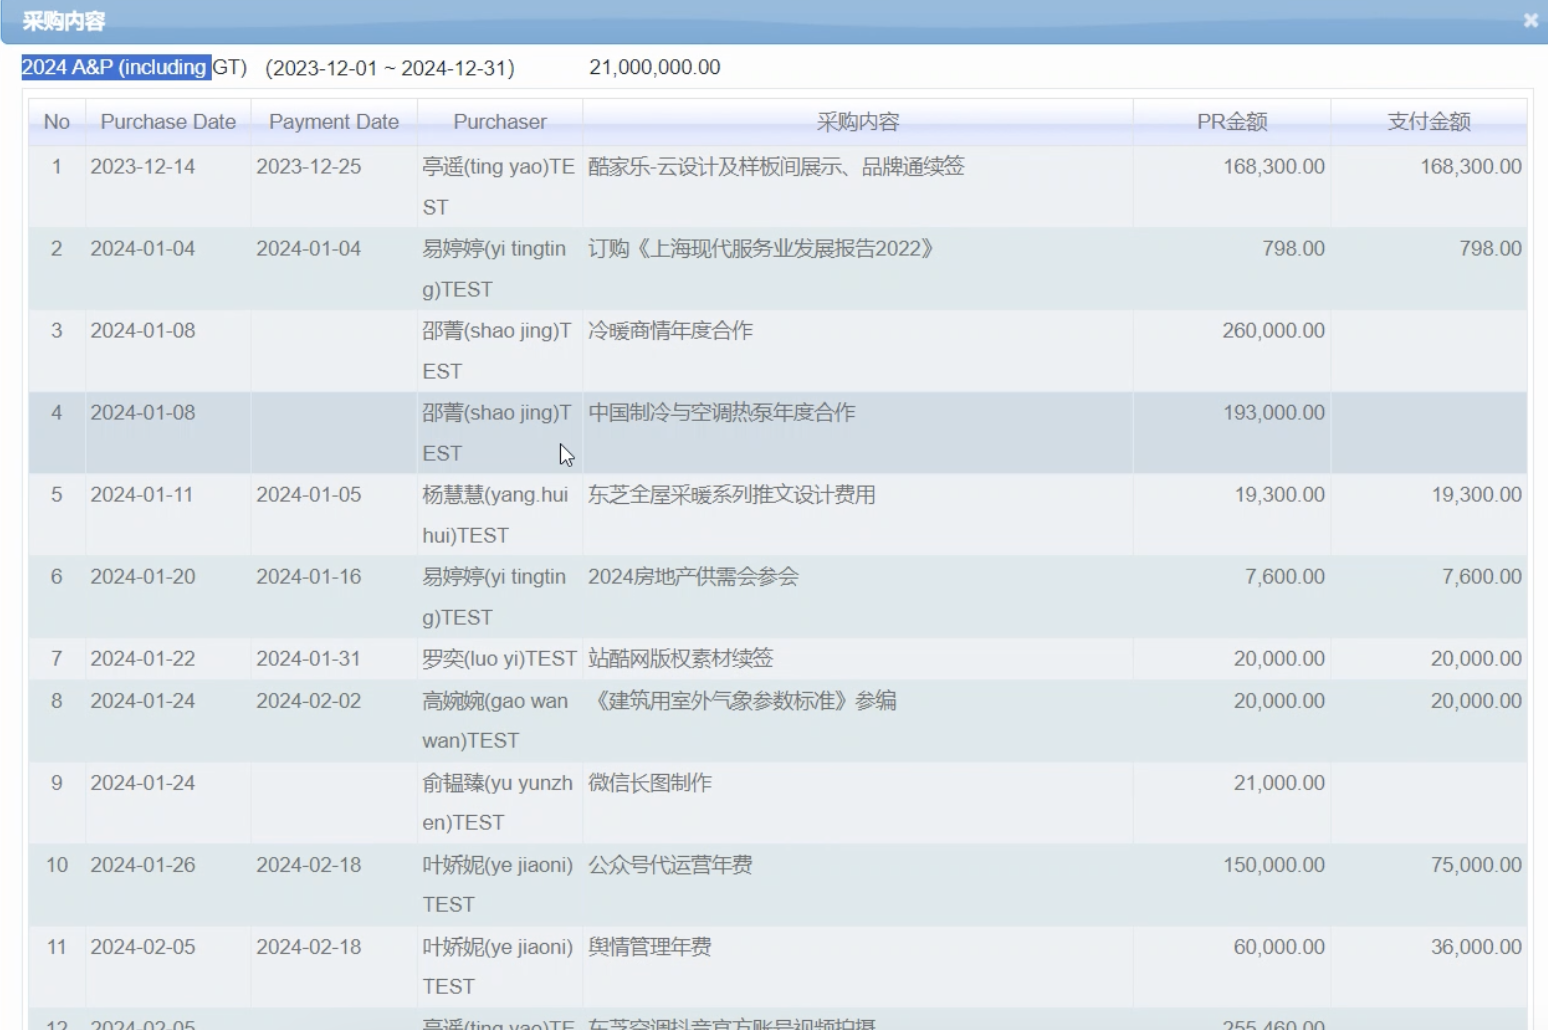 采购内容
2024 A&P (including GT) (2023-12-01 ~ 2024-12-31) 21,000,000.00
No Purchase Date Payment Date Purchaser 采购内容 PR金额 支付金额
1 2023-12-14 2023-12-25 亭遥(ting yao)TE 酷家乐-云设计及样板间展示、品牌通续签 168,300.00 168,300.00
ST
2 2024-01-04 2024-01-04 易婷婷(yi tingtin 订购《上海现代服务业发展报告2022》 798.00 798.00
g)TEST
3 2024-01-08 邵菁(shao jing)T 冷暖商情年度合作 260,000.00
EST
4 2024-01-08 邵菁(shao jing)T 中国制冷与空调热泵年度合作 193,000.00
EST
5 2024-01-11 2024-01-05 杨慧慧(yang.hui 东芝全屋采暖系列推文设计费用 19,300.00 19,300.00
hui)TEST
6 2024-01-20 2024-01-16 易婷婷(yi tingtin 2024房地产供需会参会 7,600.00 7,600.00
g)TEST
7 2024-01-22 2024-01-31 罗奕(luo yi)TEST 站酷网版权素材续签 20,000.00 20,000.00
8 2024-01-24 2024-02-02 高婉婉(gao wan 《建筑用室外气象参数标准》参编 20,000.00 20,000.00
wan)TEST
9 2024-01-24 俞韫臻(yu yunzh 微信长图制作 21,000.00
en)TEST
10 2024-01-26 2024-02-18 叶娇妮(ye jiaoni) 公众号代运营年费 150,000.00 75,000.00
TEST
11 2024-02-05 2024-02-18 叶娇妮(ye jiaoni) 舆情管理年费 60,000.00 36,000.00
TEST
12 2024-02-05 亭遥(ting yao)TE 东芝空调抖音官方账号视频拍摄 255,460.00